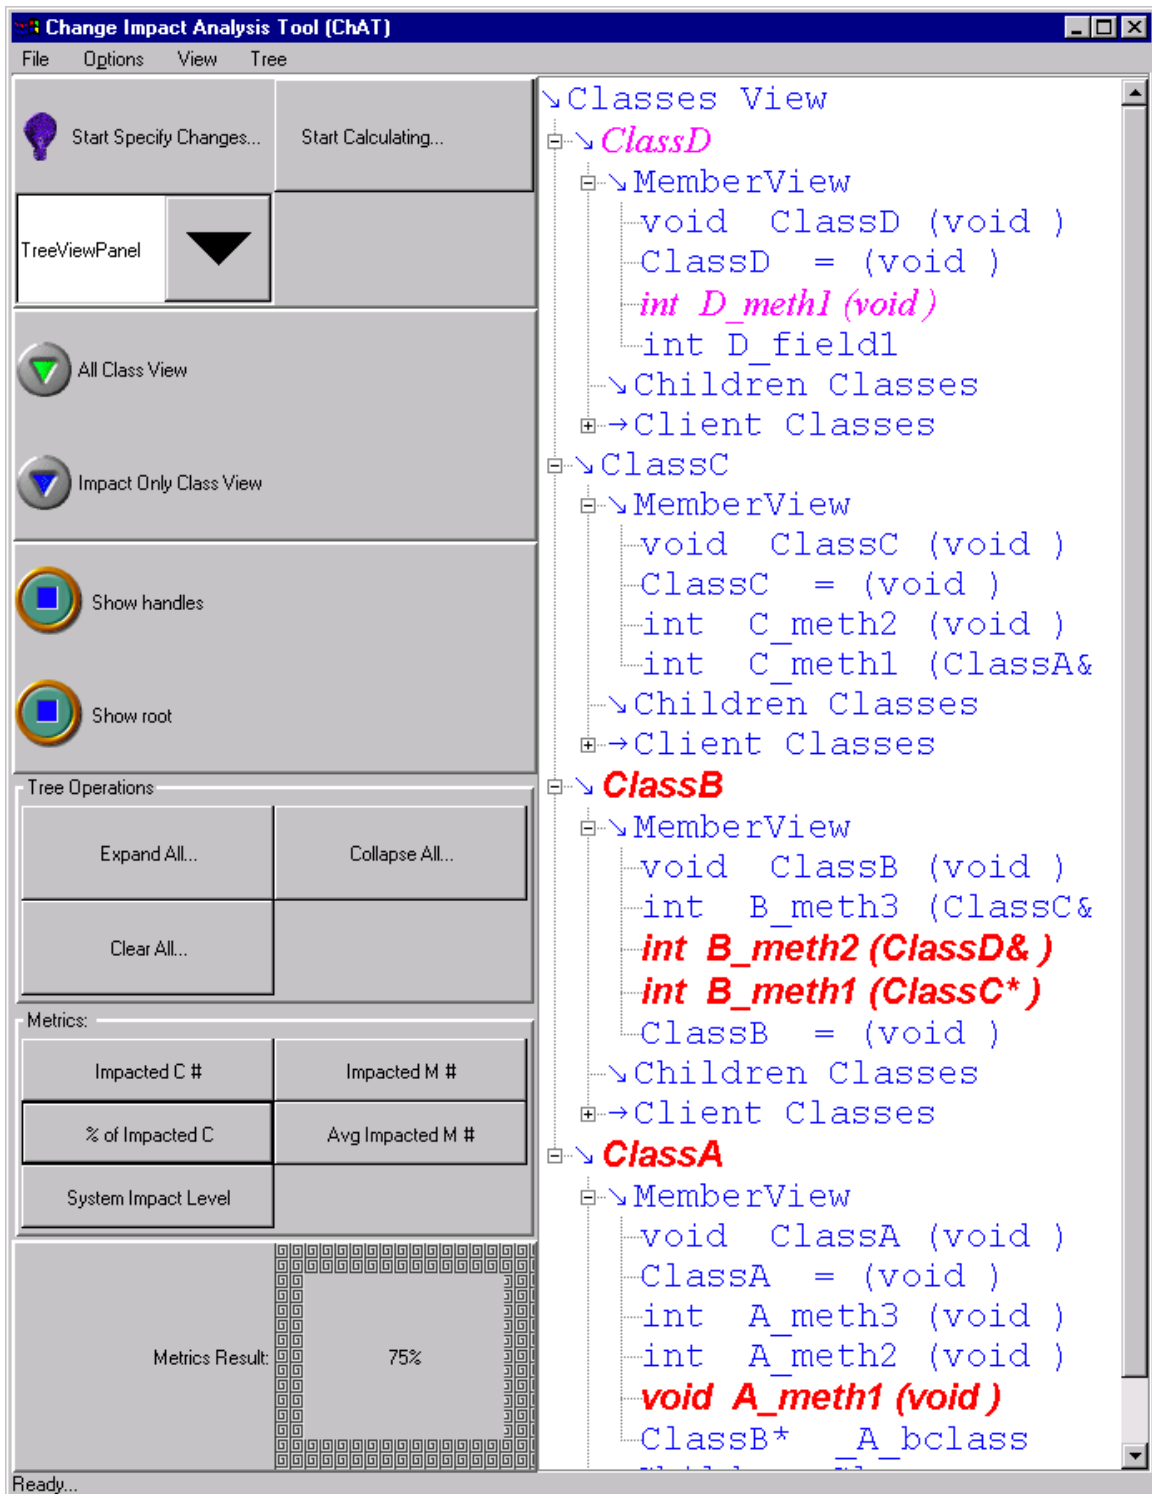 Change Impact Analysis Tool (ChAT)
File Options View Tree
Start Specify Changes...
Start Calculating...
TreeViewPanel
All Class View
Impact Only Class View
Show handles
Show root
Tree Operations
Expand All...
Collapse All...
Clear All...
Metrics:
Impacted C #
Impacted M #
% of Impacted C
Avg Impacted M #
System Impact Level
Metrics Result:
75%
Classes View
ClassD
MemberView
void ClassD (void )
ClassD = (void )
int D_meth1 (void )
int D_field1
Children Classes
Client Classes
ClassC
MemberView
void ClassC (void )
ClassC = (void )
int C_meth2 (void )
int C_meth1 (ClassA&
Children Classes
Client Classes
ClassB
MemberView
void ClassB (void )
int B_meth3 (ClassC&
int B_meth2 (ClassD& )
int B_meth1 (ClassC* )
ClassB = (void )
Children Classes
Client Classes
ClassA
MemberView
void ClassA (void )
ClassA = (void )
int A_meth3 (void )
int A_meth2 (void )
void A_meth1 (void )
ClassB* _A_bclass
Ready...